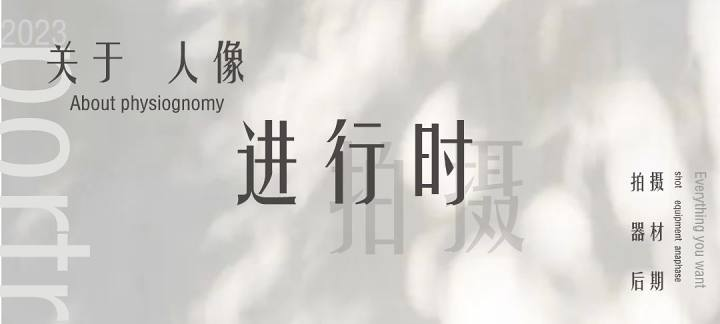 2023
portr
关于 人像
About physiognomy
进行时
拍摄
拍摄
器材
后期
shot equipment anaphase
Everything you want